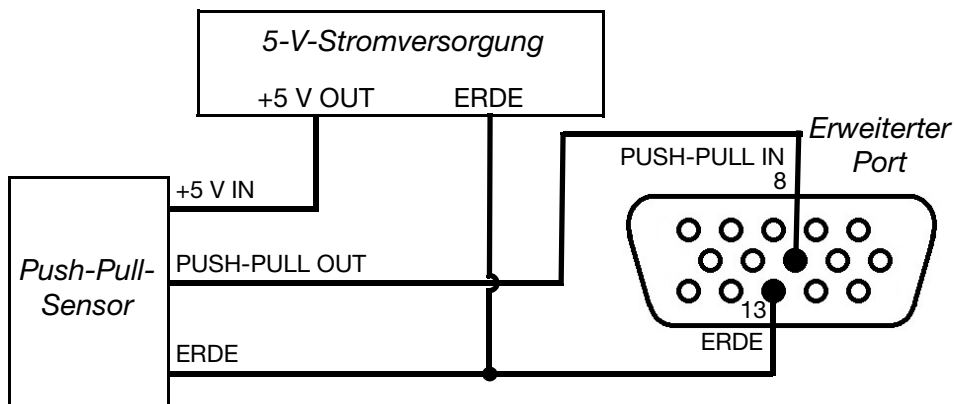 5-V-Stromversorgung
+5 V OUT
ERDE
Erweiterter
Port
PUSH-PULL IN
8
+5 V IN
PUSH-PULL OUT
Push-Pull-
Sensor
13
ERDE
ERDE